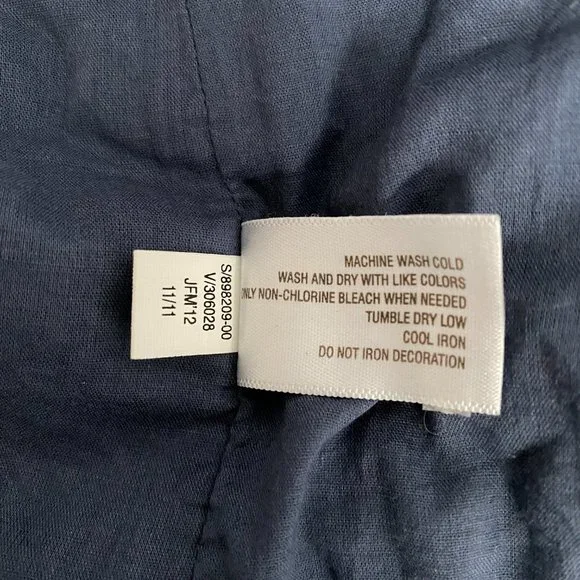 S/898209-00
V/306028
JFM'12
11/11
MACHINE WASH COLD
WASH AND DRY WITH LIKE COLORS
ONLY NON-CHLORINE BLEACH WHEN NEEDED
TUMBLE DRY LOW
COOL IRON
DO NOT IRON DECORATION